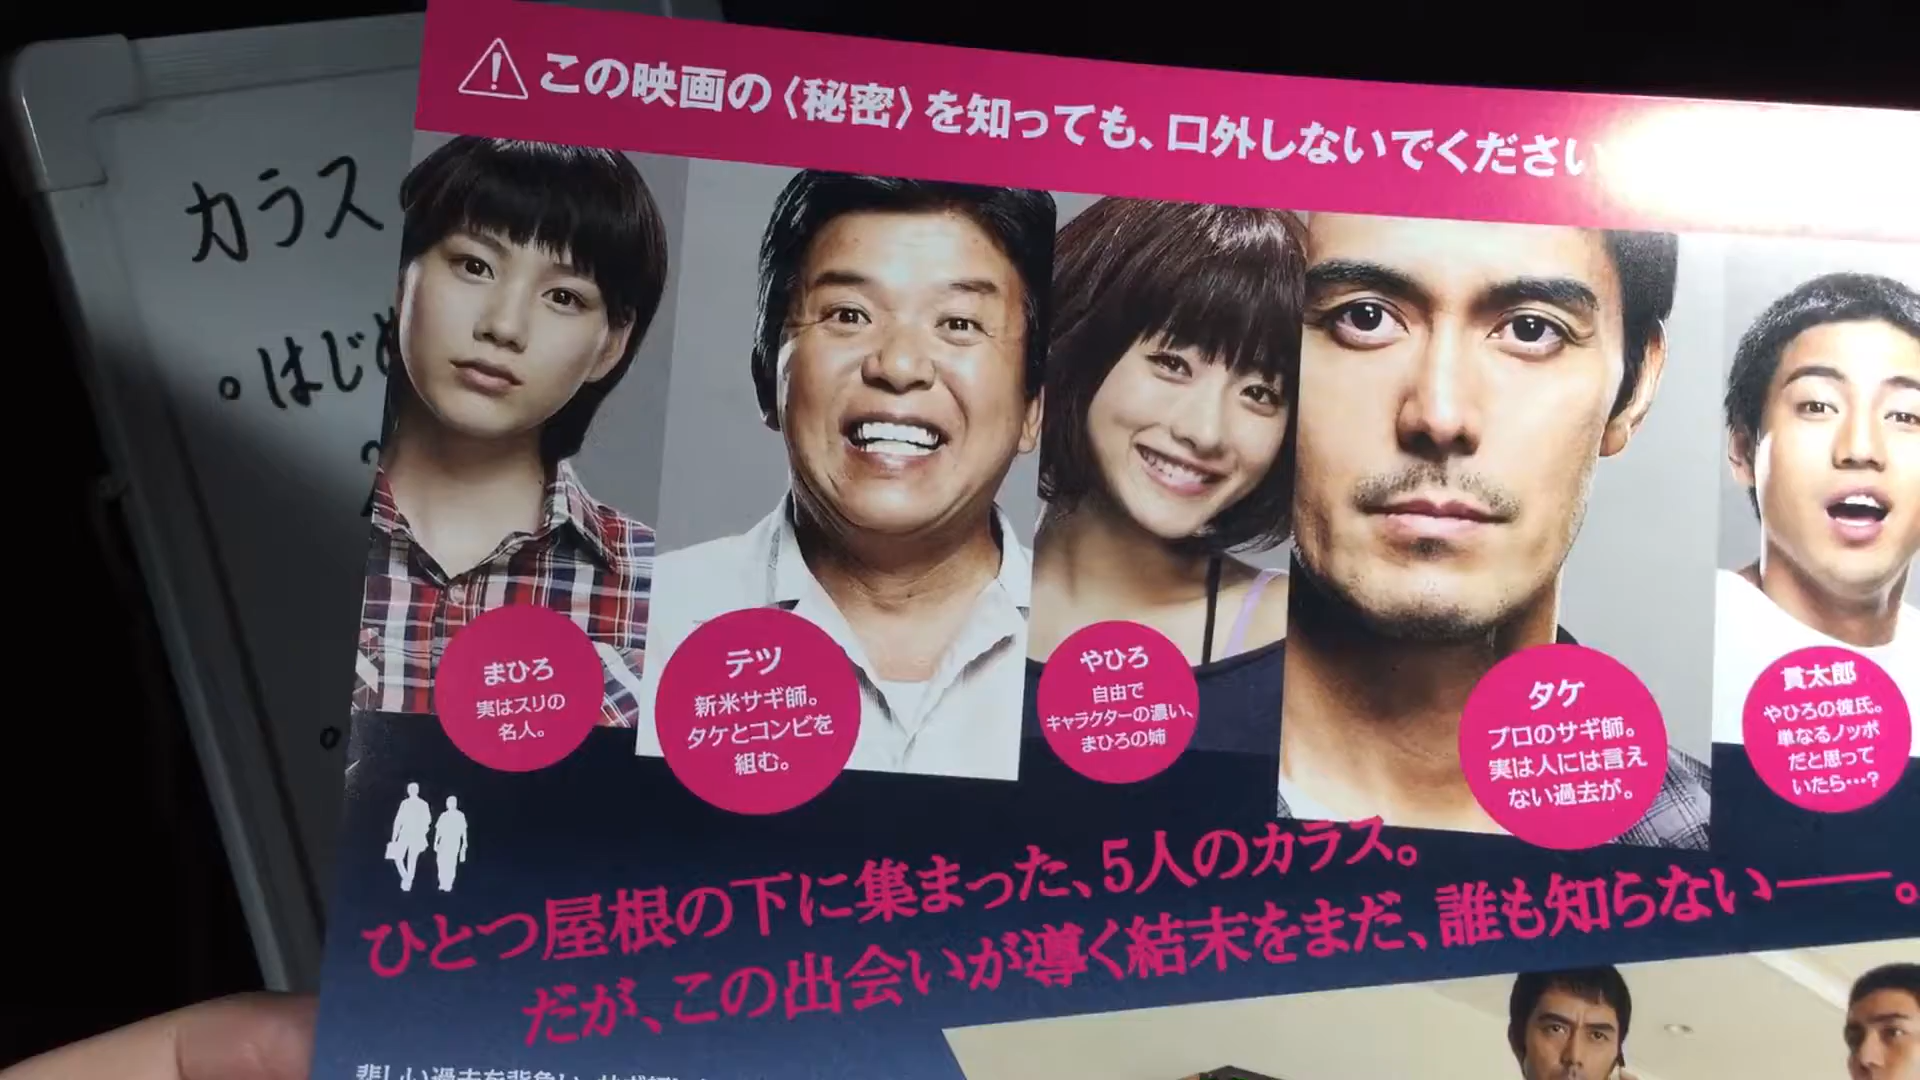 この映画の〈秘密〉を知っても、口外しないでください
カラス
。はじめ
まひろ
実はスリの
名人。
テツ
新米サギ師。
タケとコンビを
組む。
やひろ
自由で
キャラクターの濃い、
まひろの姉
タケ
プロのサギ師。
実は人には言え
ない過去が。
貫太郎
やひろの彼氏。
単なるノッポ
だと思って
いたら…?
ひとつ屋根の下に集まった、5人のカラス。
だが、この出会いが導く結末をまだ、誰も知らない――。